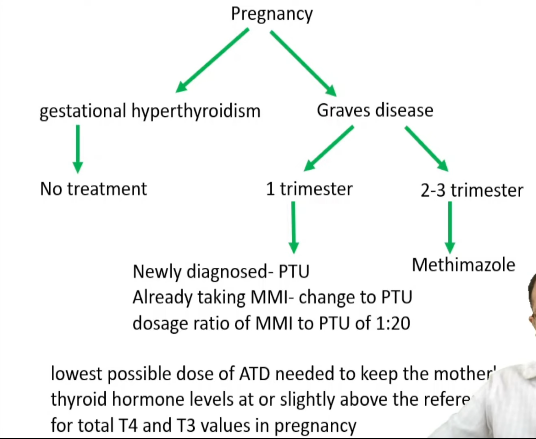 Pregnancy
gestational hyperthyroidism
Graves disease
No treatment
1 trimester
2-3 trimester
Newly diagnosed- PTU
Already taking MMI- change to PTU
dosage ratio of MMI to PTU of 1:20
Methimazole
lowest possible dose of ATD needed to keep the mother'
thyroid hormone levels at or slightly above the
for total T4 and T3 values in pregnancy